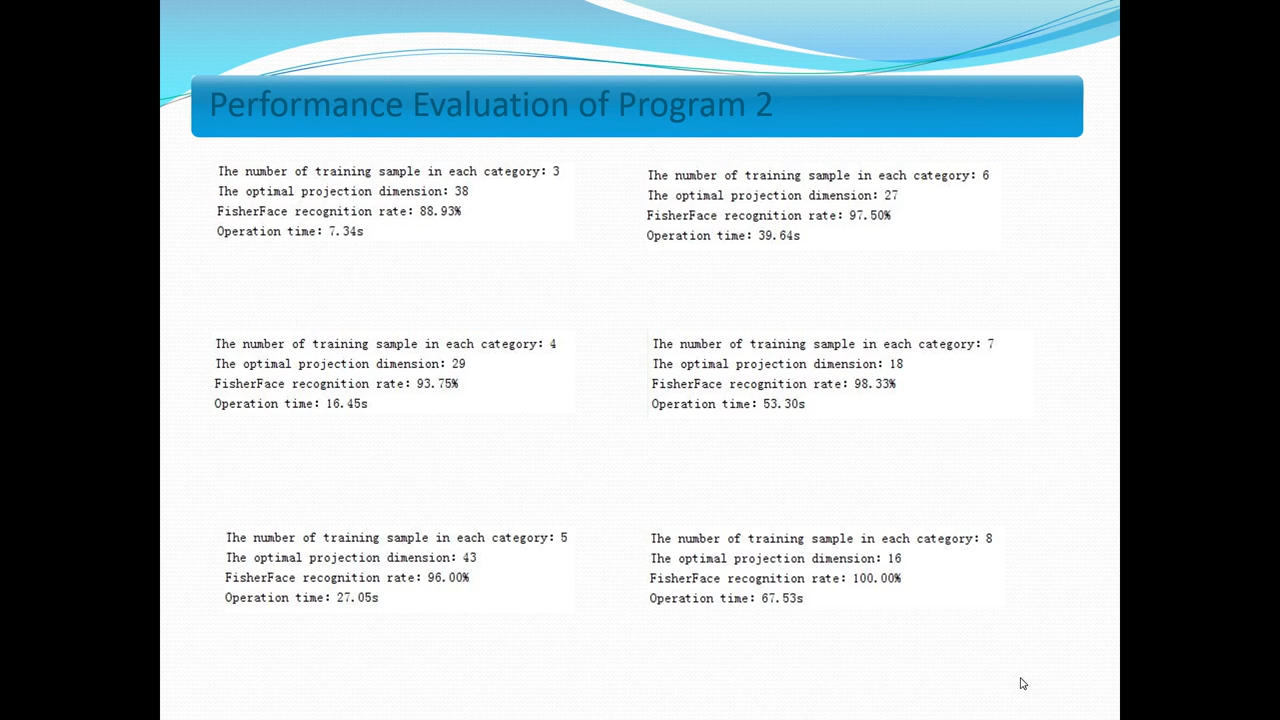 Performance Evaluation of Program 2
The number of training sample in each category: 3
The optimal projection dimension: 38
FisherFace recognition rate: 88.93%
Operation time: 7.34s
The number of training sample in each category: 6
The optimal projection dimension: 27
FisherFace recognition rate: 97.50%
Operation time: 39.64s
The number of training sample in each category: 4
The optimal projection dimension: 29
FisherFace recognition rate: 93.75%
Operation time: 16.45s
The number of training sample in each category: 7
The optimal projection dimension: 18
FisherFace recognition rate: 98.33%
Operation time: 53.30s
The number of training sample in each category: 5
The optimal projection dimension: 43
FisherFace recognition rate: 96.00%
Operation time: 27.05s
The number of training sample in each category: 8
The optimal projection dimension: 16
FisherFace recognition rate: 100.00%
Operation time: 67.53s